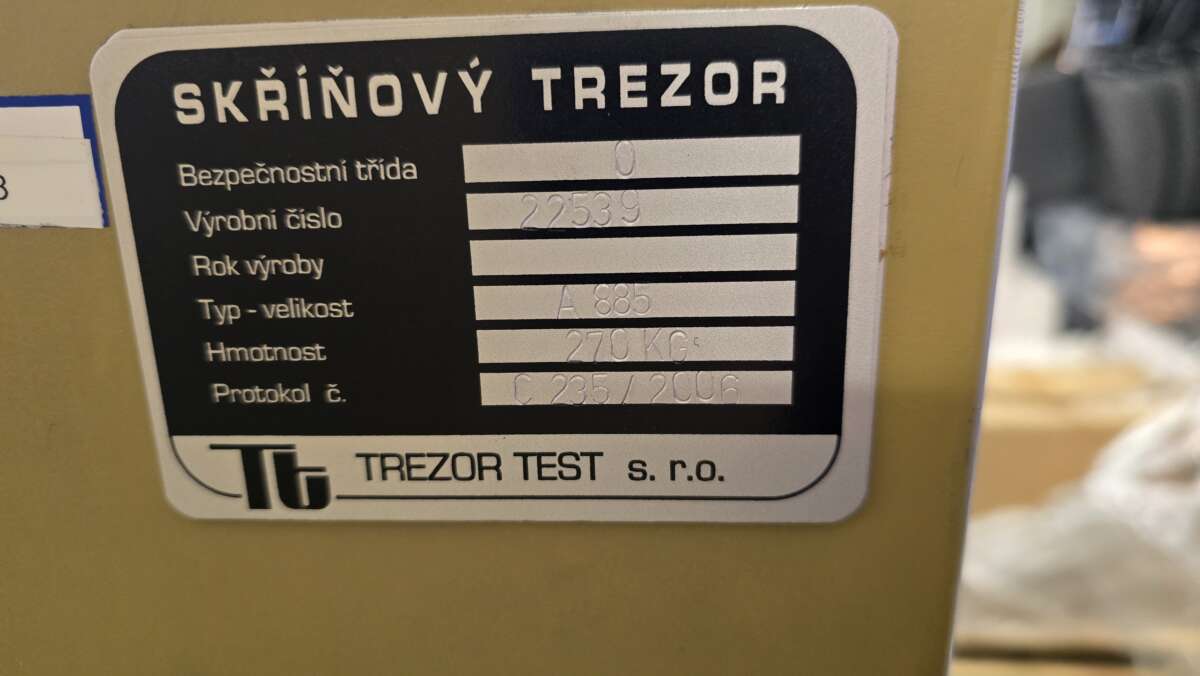 SKŘÍŇOVÝ TREZOR
Bezpečnostní třída 0
Výrobní číslo 22539
Rok výroby
Typ - velikost A 885
Hmotnost 270 KG
Protokol č. C 235 / 2006
Tt TREZOR TEST s. r.o.